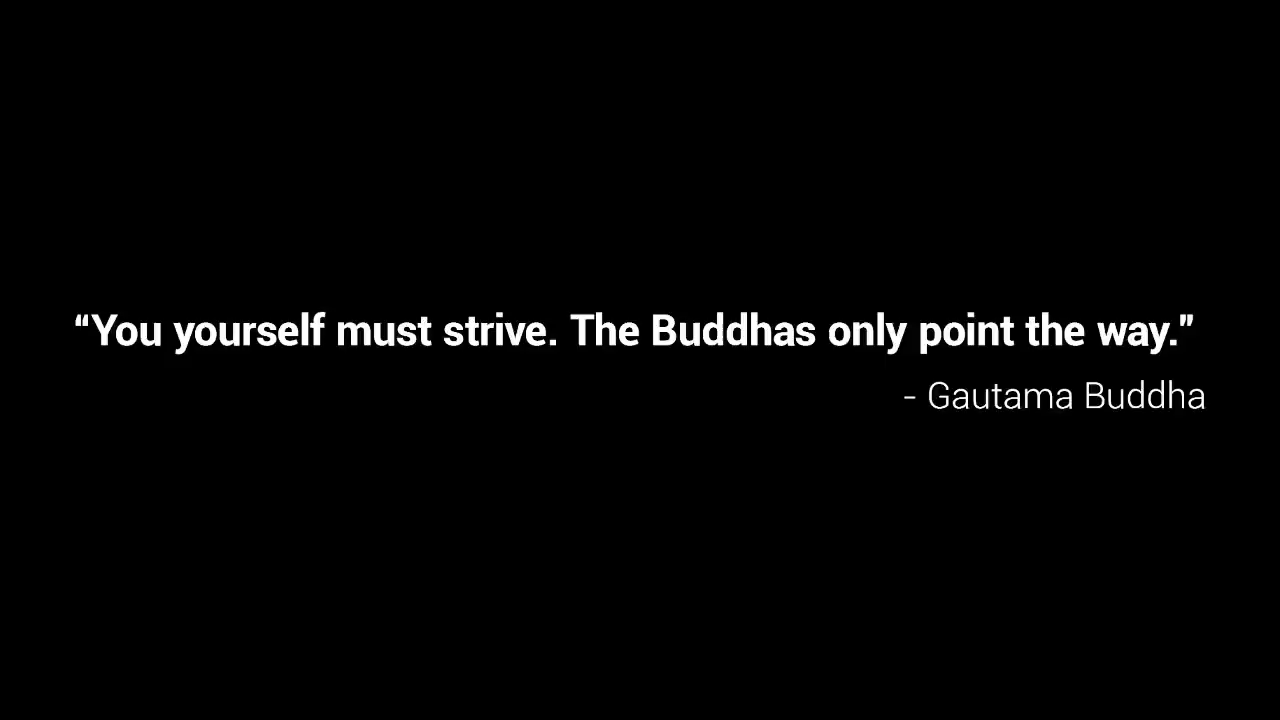 “You yourself must strive. The Buddhas only point the way.”
- Gautama Buddha